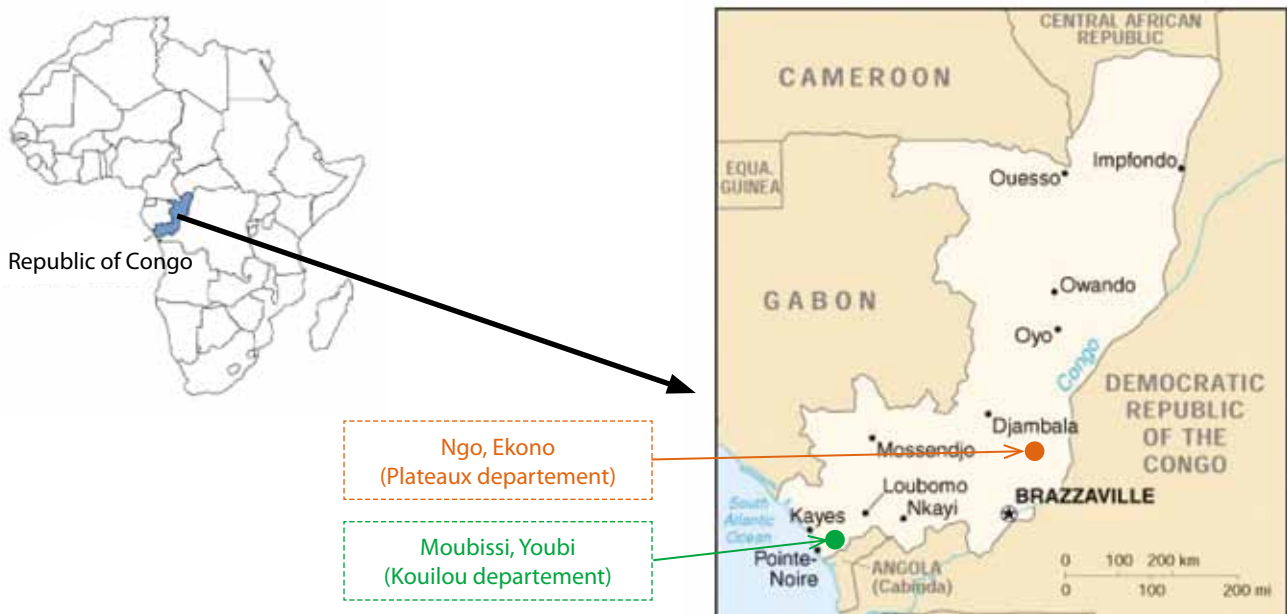 Republic of Congo
CENTRAL AFRICAN
REPUBLIC
CAMEROON
EQUA.
GUINEA
Ouesso
Impfondo
GABON
Owando
Oyo
Congo
DEMOCRATIC
REPUBLIC
OF THE
CONGO
Djambala
Mossendjo
Ngo, Ekono
(Plateaux departement)
Loubomo
Nkayi
BRAZZAVILLE
South
Atlantic
Ocean
Kayes
Moubissi, Youbi
(Kouilou departement)
Pointe-
Noire
ANGOLA
(Cabinda)
0 100 200 km
0 100 200 mi